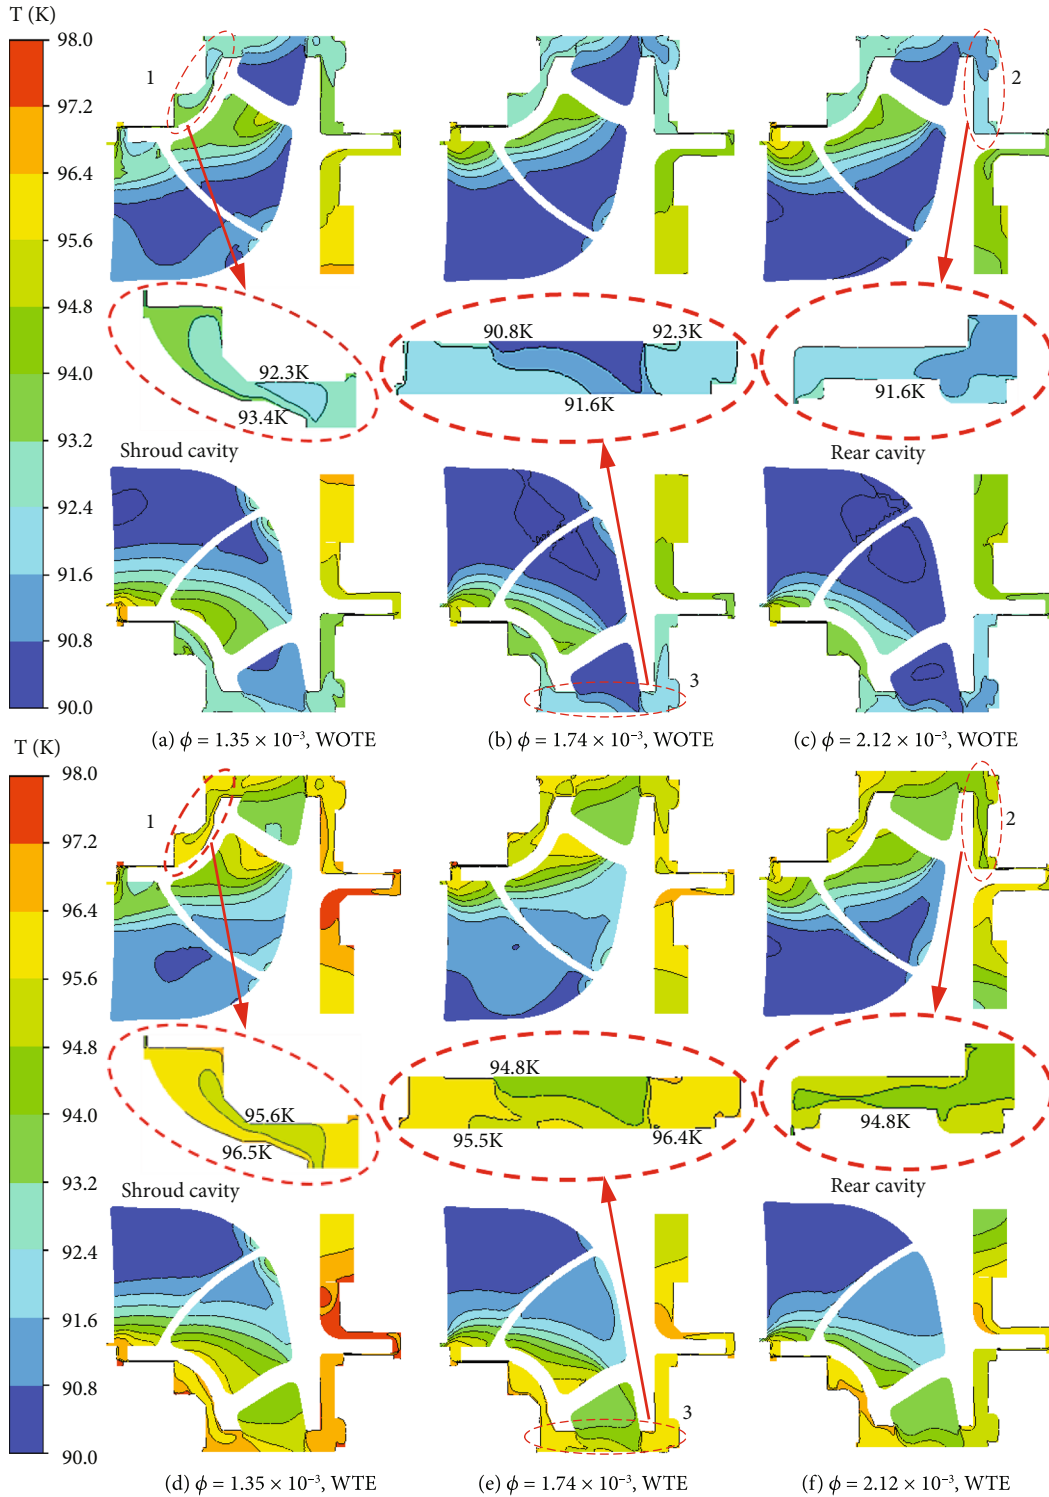 T (K)
98.0
97.2
96.4
95.6
94.8
94.0
93.2
92.4
91.6
90.8
90.0
1
2
92.3K
93.4K
Shroud cavity
90.8K
92.3K
91.6K
91.6K
Rear cavity
3
(a) ϕ = 1.35 × 10⁻³, WOTE
(b) ϕ = 1.74 × 10⁻³, WOTE
(c) ϕ = 2.12 × 10⁻³, WOTE
T (K)
98.0
97.2
96.4
95.6
94.8
94.0
93.2
92.4
91.6
90.8
90.0
1
2
95.6K
96.5K
Shroud cavity
94.8K
95.5K
96.4K
94.8K
Rear cavity
3
(d) ϕ = 1.35 × 10⁻³, WTE
(e) ϕ = 1.74 × 10⁻³, WTE
(f) ϕ = 2.12 × 10⁻³, WTE